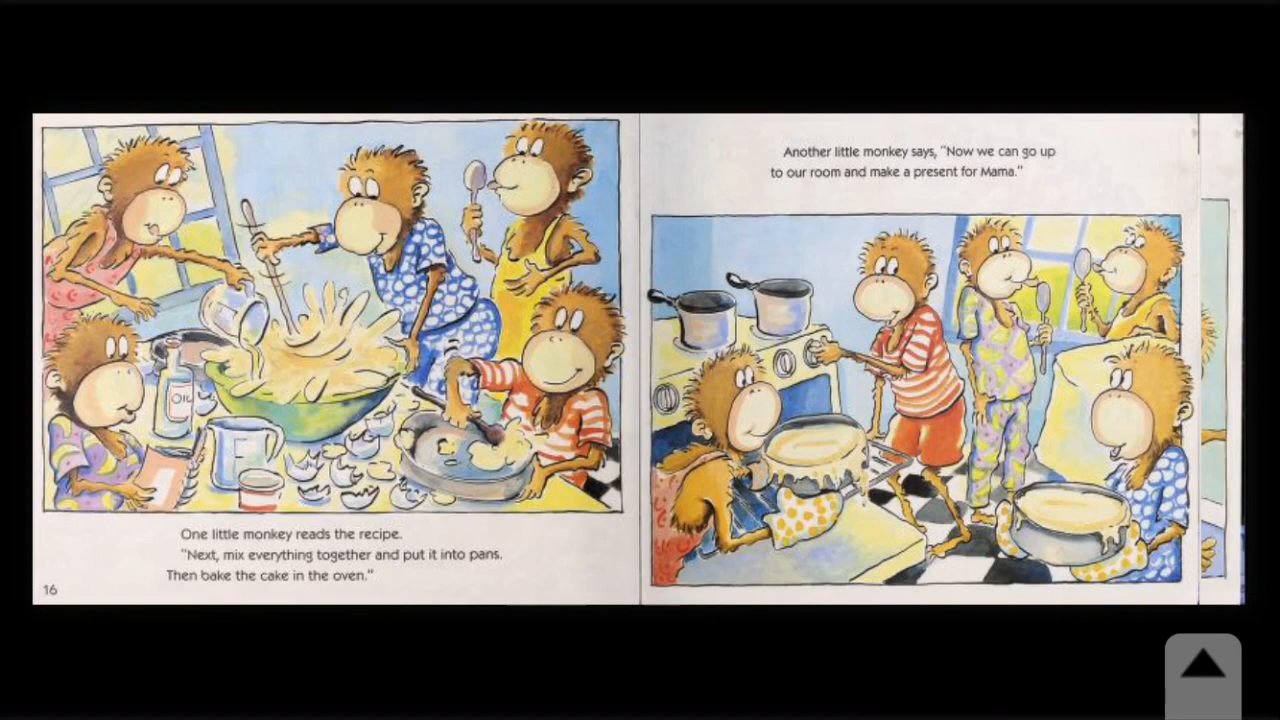 OIL
F
One little monkey reads the recipe.
"Next, mix everything together and put it into pans.
Then bake the cake in the oven."
16
Another little monkey says, "Now we can go up
to our room and make a present for Mama."